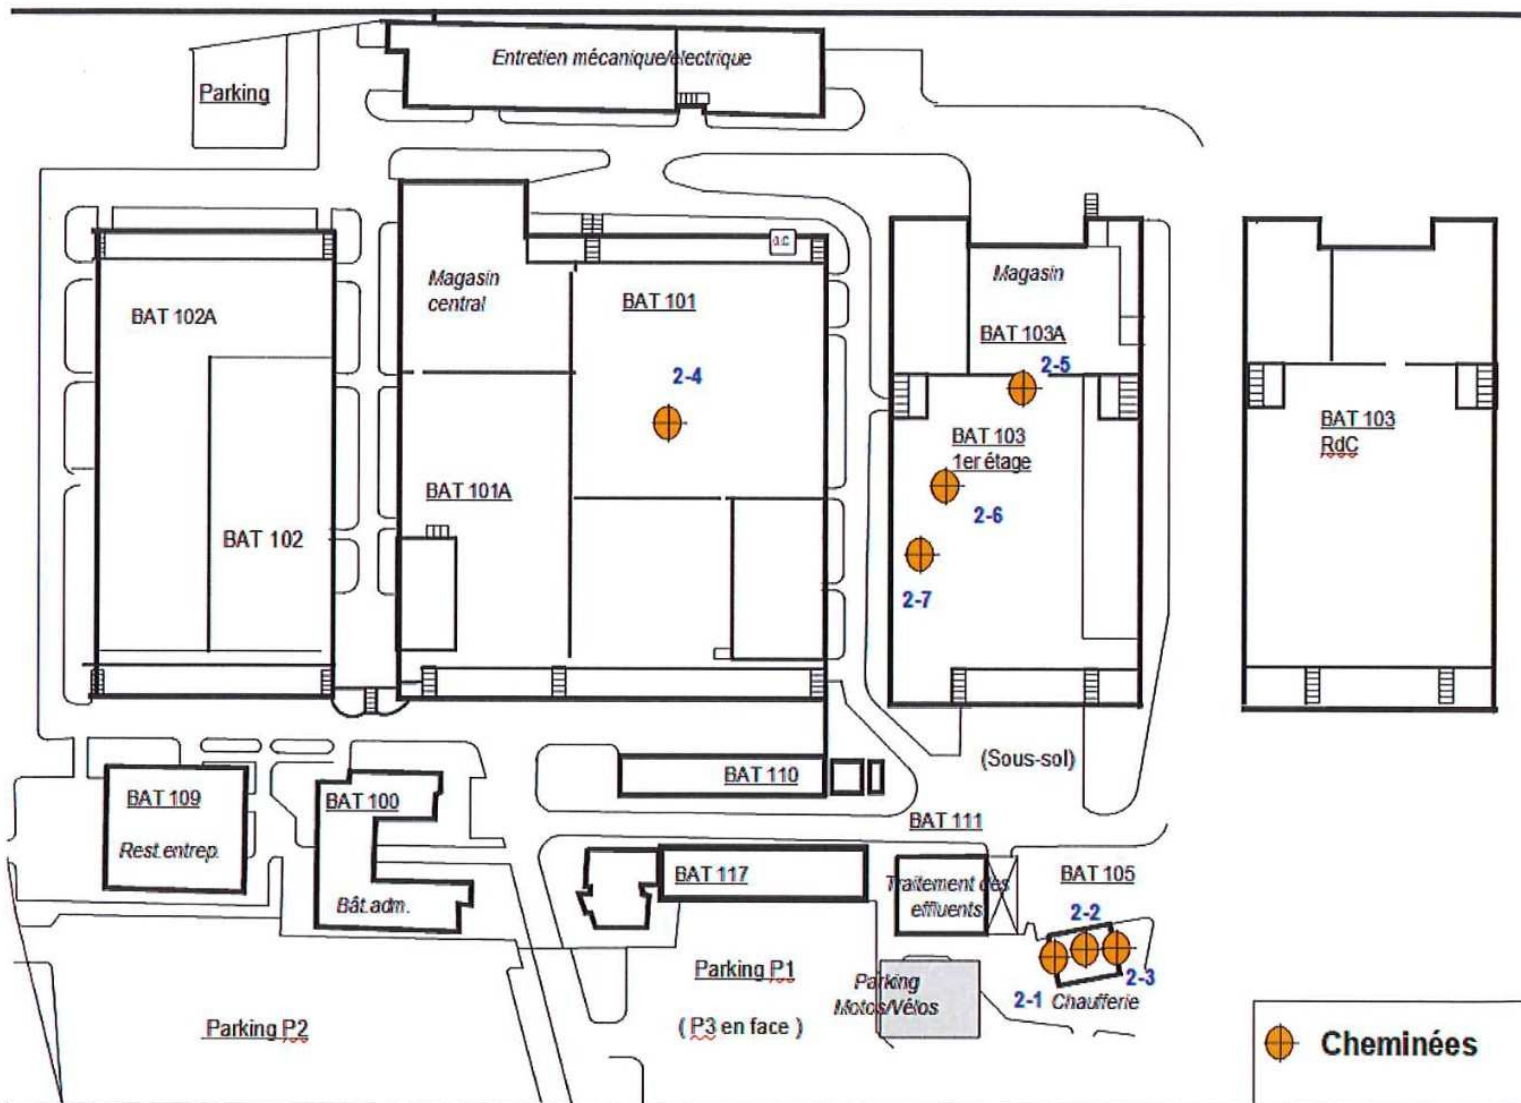 Entretien mécanique/électrique
Parking
Magasin
central
BAT 101
BAT 102A
2-4
BAT 101A
BAT 102
Magasin
BAT 103A
2-5
BAT 103
1er étage
2-6
2-7
BAT 103
RdC
(Sous-sol)
BAT 110
BAT 109
Rest.entrep.
BAT 100
Bât.adm.
BAT 111
BAT 117
Traitement des
effluents
BAT 105
2-2
2-1
2-3
Chaufferie
Parking P1
( P3 en face )
Parking
Motos/Vélos
Parking P2
Cheminées